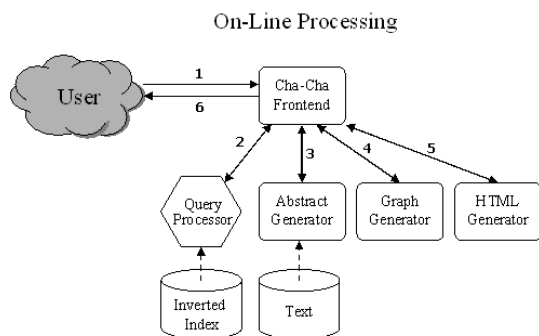 On-Line Processing
1
User
Cha-Cha
Frontend
6
2
3
4
5
Query
Processor
Abstract
Generator
Graph
Generator
HTML
Generator
Inverted
Index
Text